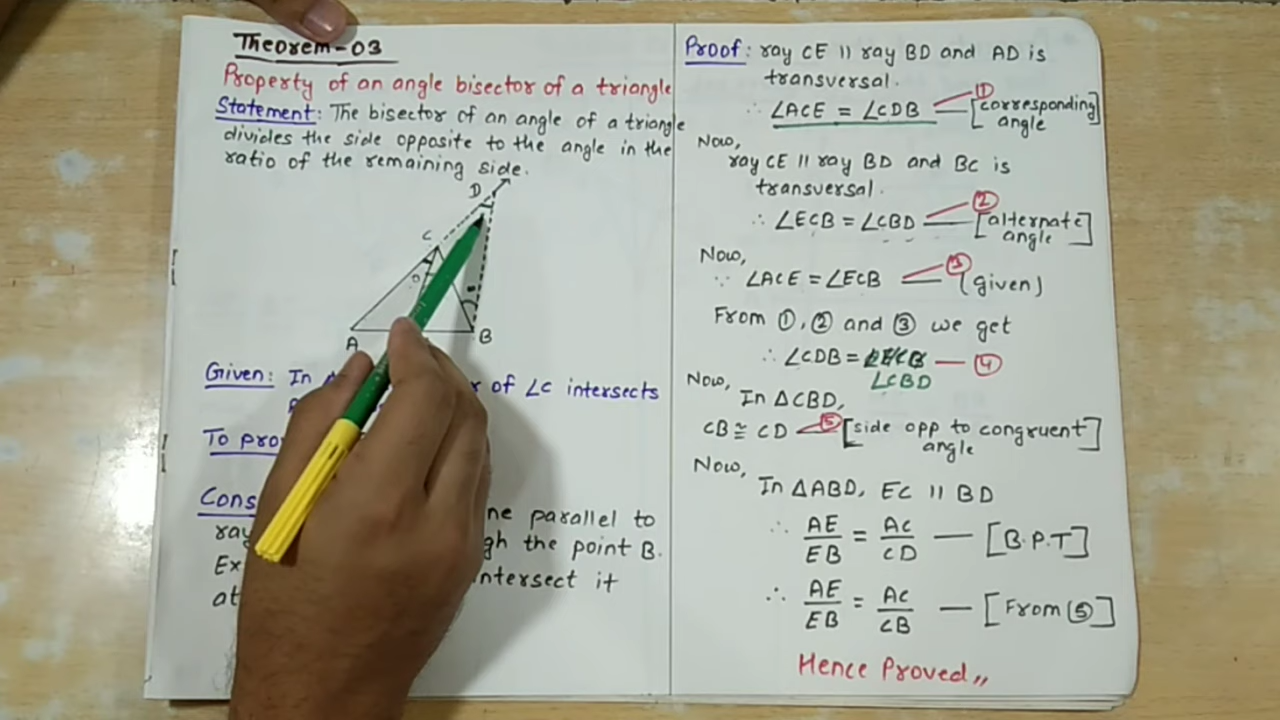 Theorem-03
Property of an angle bisector of a triangle
Statement: The bisector of an angle of a triangle
divides the side opposite to the angle in the
ratio of the remaining side.
D
C
A
B
Given: In of ∠C intersects
To pro
Cons ne parallel to
ray gh the point B.
Ex ntersect it
at
Proof: ray CE || ray BD and AD is
transversal.
∴ ∠ACE = ∠CDB — ① [corresponding angle]
Now,
ray CE || ray BD and BC is
transversal.
∴ ∠ECB = ∠CBD — ② [alternate angle]
Now,
∵ ∠ACE = ∠ECB — ③ (given)
From ①, ② and ③ we get
∴ ∠CDB = — ④
∠CBD
Now,
In ΔCBD,
CB ≅ CD — ⑤ [side opp to congruent angle]
Now,
In ΔABD, EC || BD
∴ AE/EB = AC/CD — [B.P.T]
∴ AE/EB = AC/CB — [From ⑤]
Hence Proved,,